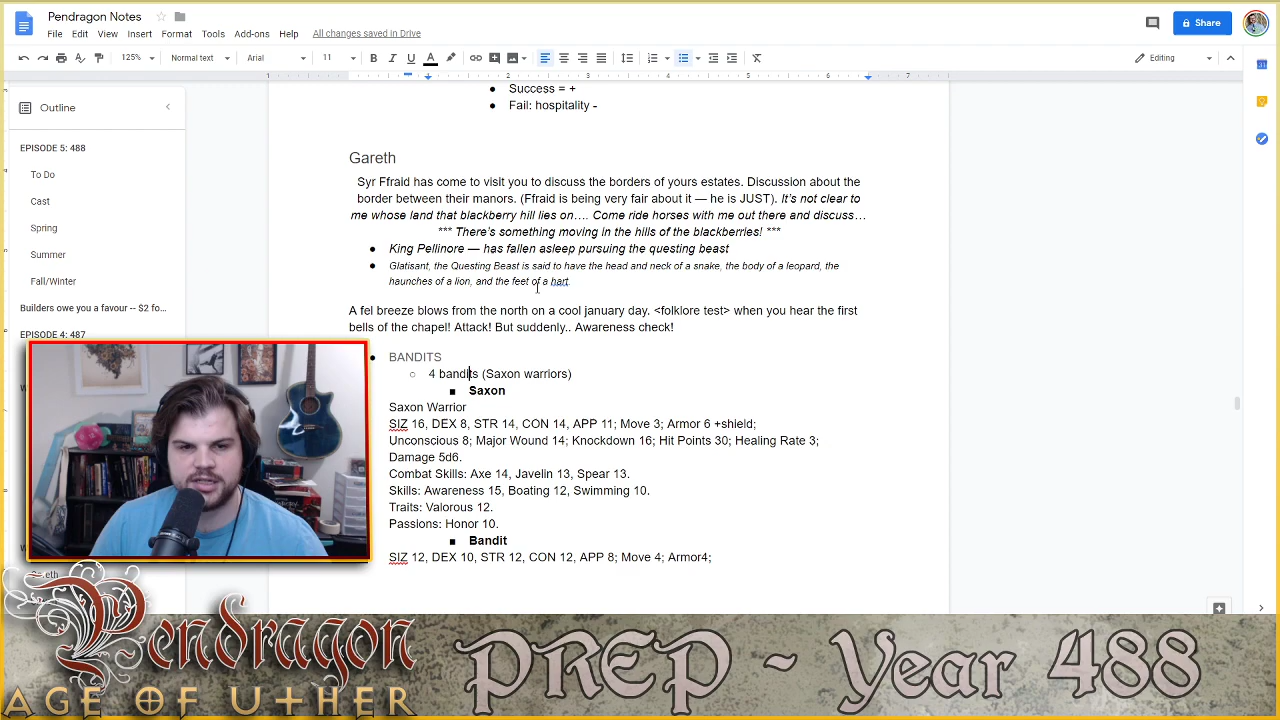 Pendragon Notes
Share
File Edit View Insert Format Tools Add-ons Help All changes saved in Drive
125% Normal text Arial 11 Editing
1 1 2 3 4 5 6 7
Outline
EPISODE 5: 488
To Do
Cast
Spring
Summer
Fall/Winter
Builders owe you a favour -- $2 fo...
EPISODE 4: 487
Success = +
Fail: hospitality -
Gareth
Syr Ffraid has come to visit you to discuss the borders of yours estates. Discussion about the
border between their manors. (Ffraid is being very fair about it — he is JUST). It's not clear to
me whose land that blackberry hill lies on…. Come ride horses with me out there and discuss…
*** There's something moving in the hills of the blackberries! ***
King Pellinore — has fallen asleep pursuing the questing beast
Glatisant, the Questing Beast is said to have the head and neck of a snake, the body of a leopard, the
haunches of a lion, and the feet of a hart.
A fel breeze blows from the north on a cool january day. <folklore test> when you hear the first
bells of the chapel! Attack! But suddenly.. Awareness check!
BANDITS
4 bandits (Saxon warriors)
Saxon
Saxon Warrior
SIZ 16, DEX 8, STR 14, CON 14, APP 11; Move 3; Armor 6 +shield;
Unconscious 8; Major Wound 14; Knockdown 16; Hit Points 30; Healing Rate 3;
Damage 5d6.
Combat Skills: Axe 14, Javelin 13, Spear 13.
Skills: Awareness 15, Boating 12, Swimming 10.
Traits: Valorous 12.
Passions: Honor 10.
Bandit
SIZ 12, DEX 10, STR 12, CON 12, APP 8; Move 4; Armor4;
Pendragon
AGE OF UTHER
PREP ~ Year 488